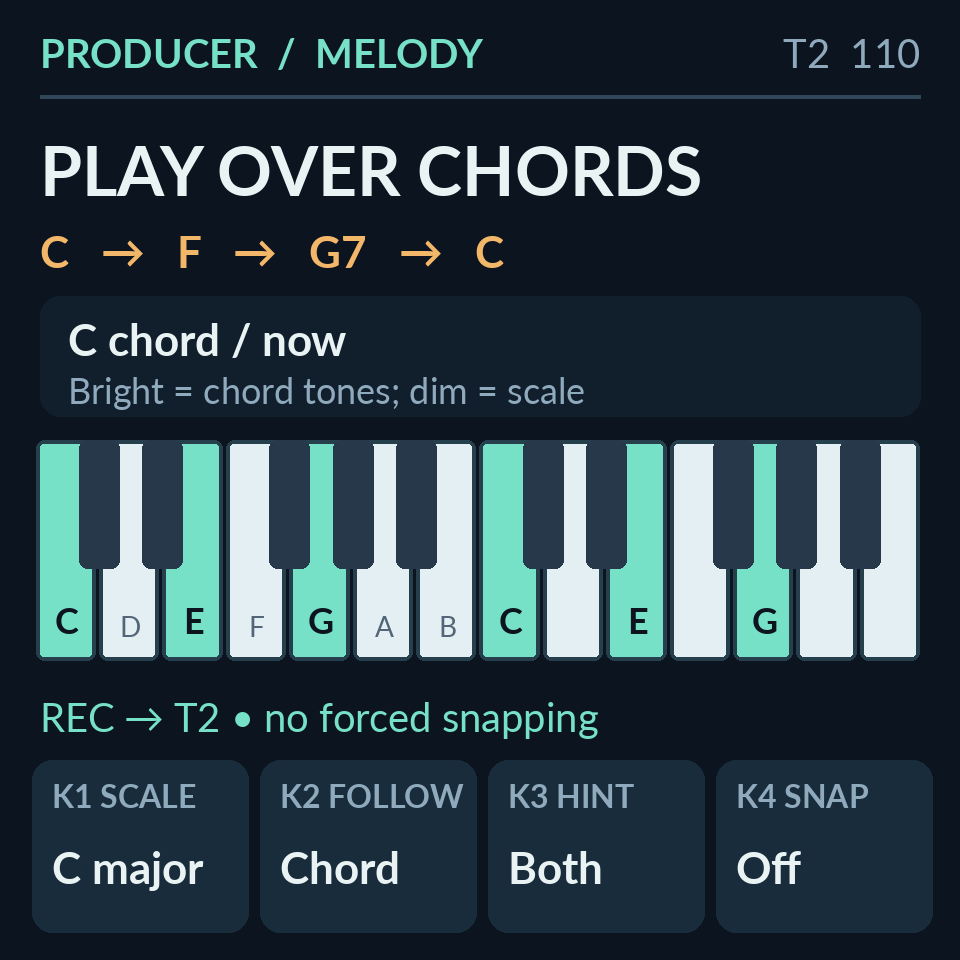 PRODUCER / MELODY T2 110
PLAY OVER CHORDS
C → F → G7 → C
C chord / now
Bright = chord tones; dim = scale
C D E F G A B C E G
REC → T2 • no forced snapping
K1 SCALE K2 FOLLOW K3 HINT K4 SNAP
C major Chord Both Off